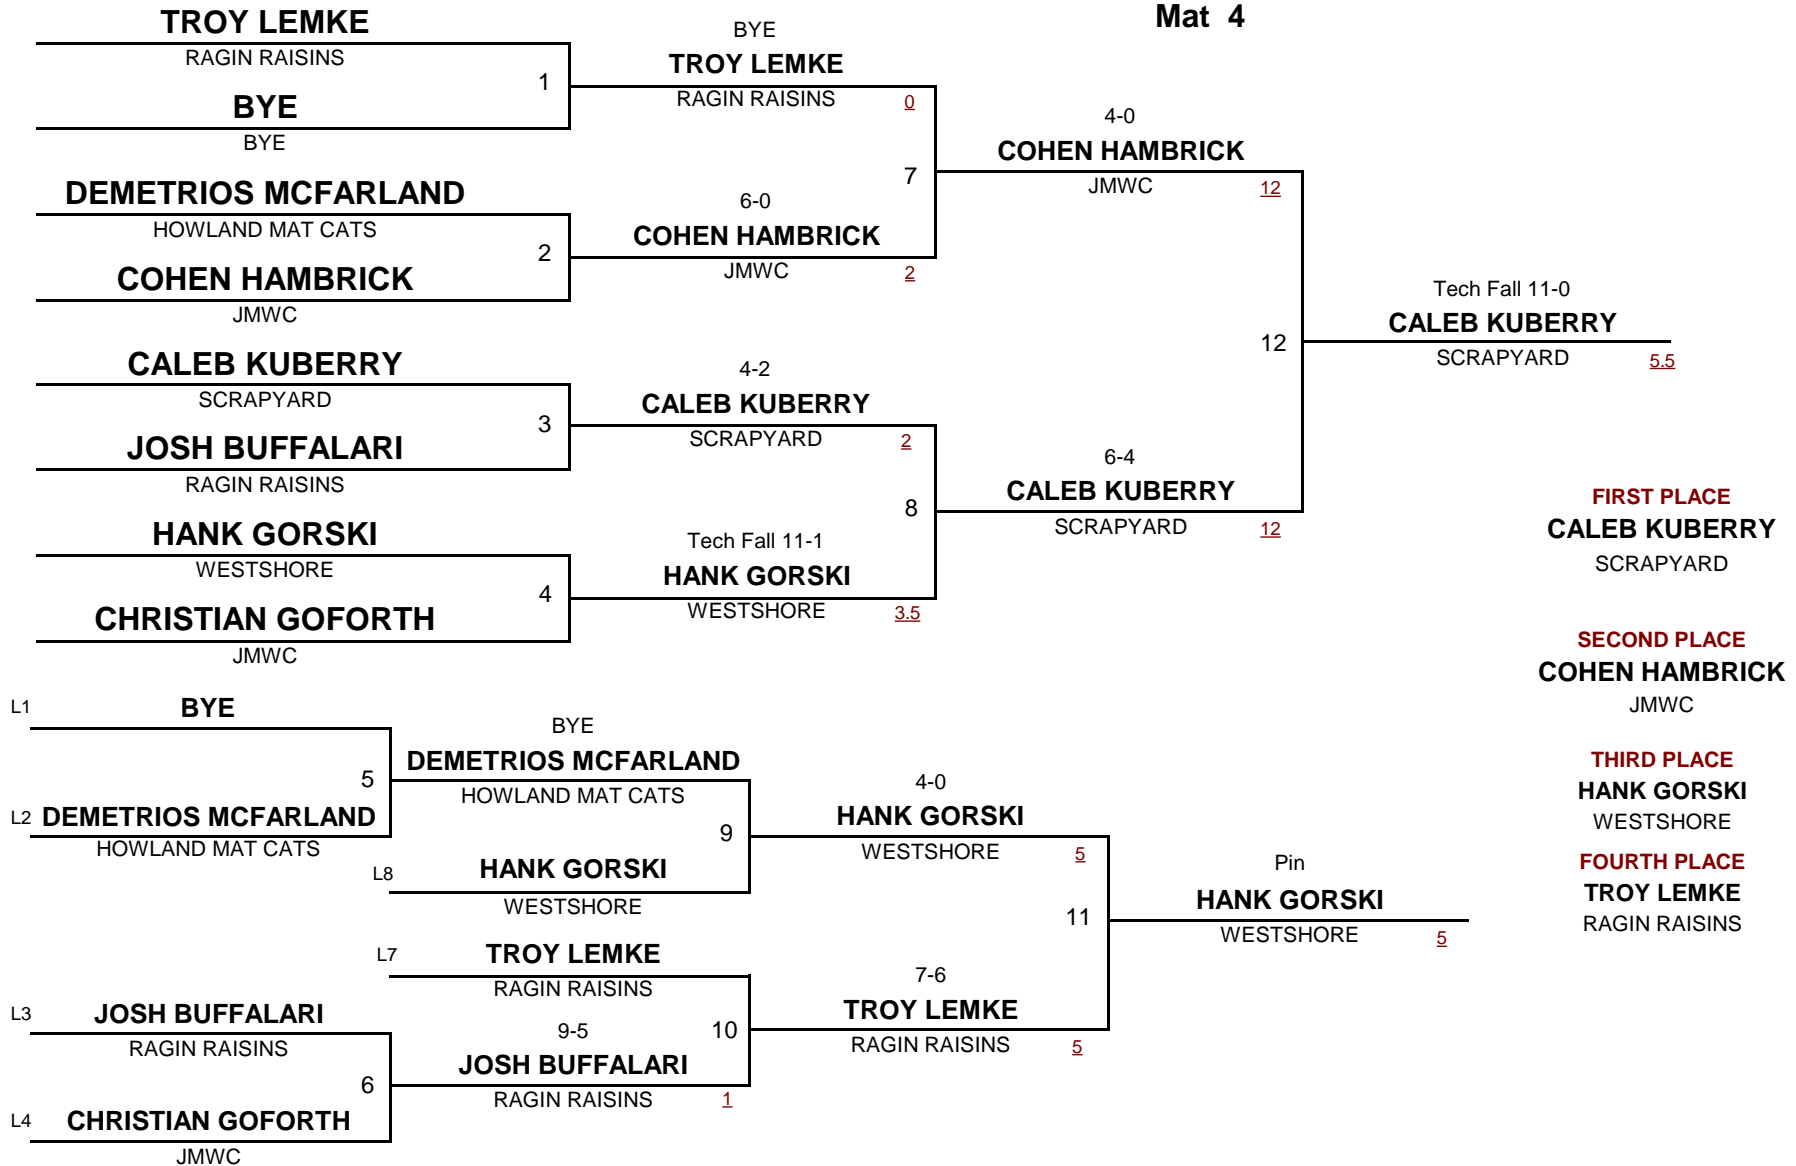 Mat 4
TROY LEMKE
RAGIN RAISINS
1
BYE
BYE
DEMETRIOS MCFARLAND
HOWLAND MAT CATS
2
COHEN HAMBRICK
JMWC
CALEB KUBERRY
SCRAPYARD
3
JOSH BUFFALARI
RAGIN RAISINS
HANK GORSKI
WESTSHORE
4
CHRISTIAN GOFORTH
JMWC
BYE
TROY LEMKE
RAGIN RAISINS
0
7
6-0
COHEN HAMBRICK
JMWC
2
4-2
CALEB KUBERRY
SCRAPYARD
2
8
Tech Fall 11-1
HANK GORSKI
WESTSHORE
3.5
4-0
COHEN HAMBRICK
JMWC
12
12
6-4
CALEB KUBERRY
SCRAPYARD
12
Tech Fall 11-0
CALEB KUBERRY
SCRAPYARD
5.5
FIRST PLACE
CALEB KUBERRY
SCRAPYARD
SECOND PLACE
COHEN HAMBRICK
JMWC
THIRD PLACE
HANK GORSKI
WESTSHORE
FOURTH PLACE
TROY LEMKE
RAGIN RAISINS
L1
BYE
5
L2
DEMETRIOS MCFARLAND
HOWLAND MAT CATS
L3
JOSH BUFFALARI
RAGIN RAISINS
6
L4
CHRISTIAN GOFORTH
JMWC
BYE
DEMETRIOS MCFARLAND
HOWLAND MAT CATS
9
L8
HANK GORSKI
WESTSHORE
L7
TROY LEMKE
RAGIN RAISINS
10
9-5
JOSH BUFFALARI
RAGIN RAISINS
1
4-0
HANK GORSKI
WESTSHORE
5
11
7-6
TROY LEMKE
RAGIN RAISINS
5
Pin
HANK GORSKI
WESTSHORE
5